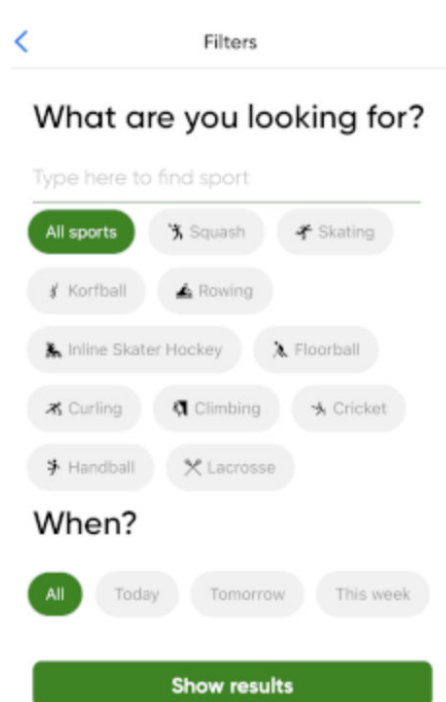 Filters
What are you looking for?
Type here to find sport
All sports Squash Skating
Korfball Rowing
Inline Skater Hockey Floorball
Curling Climbing Cricket
Handball Lacrosse
When?
All Today Tomorrow This week
Show results